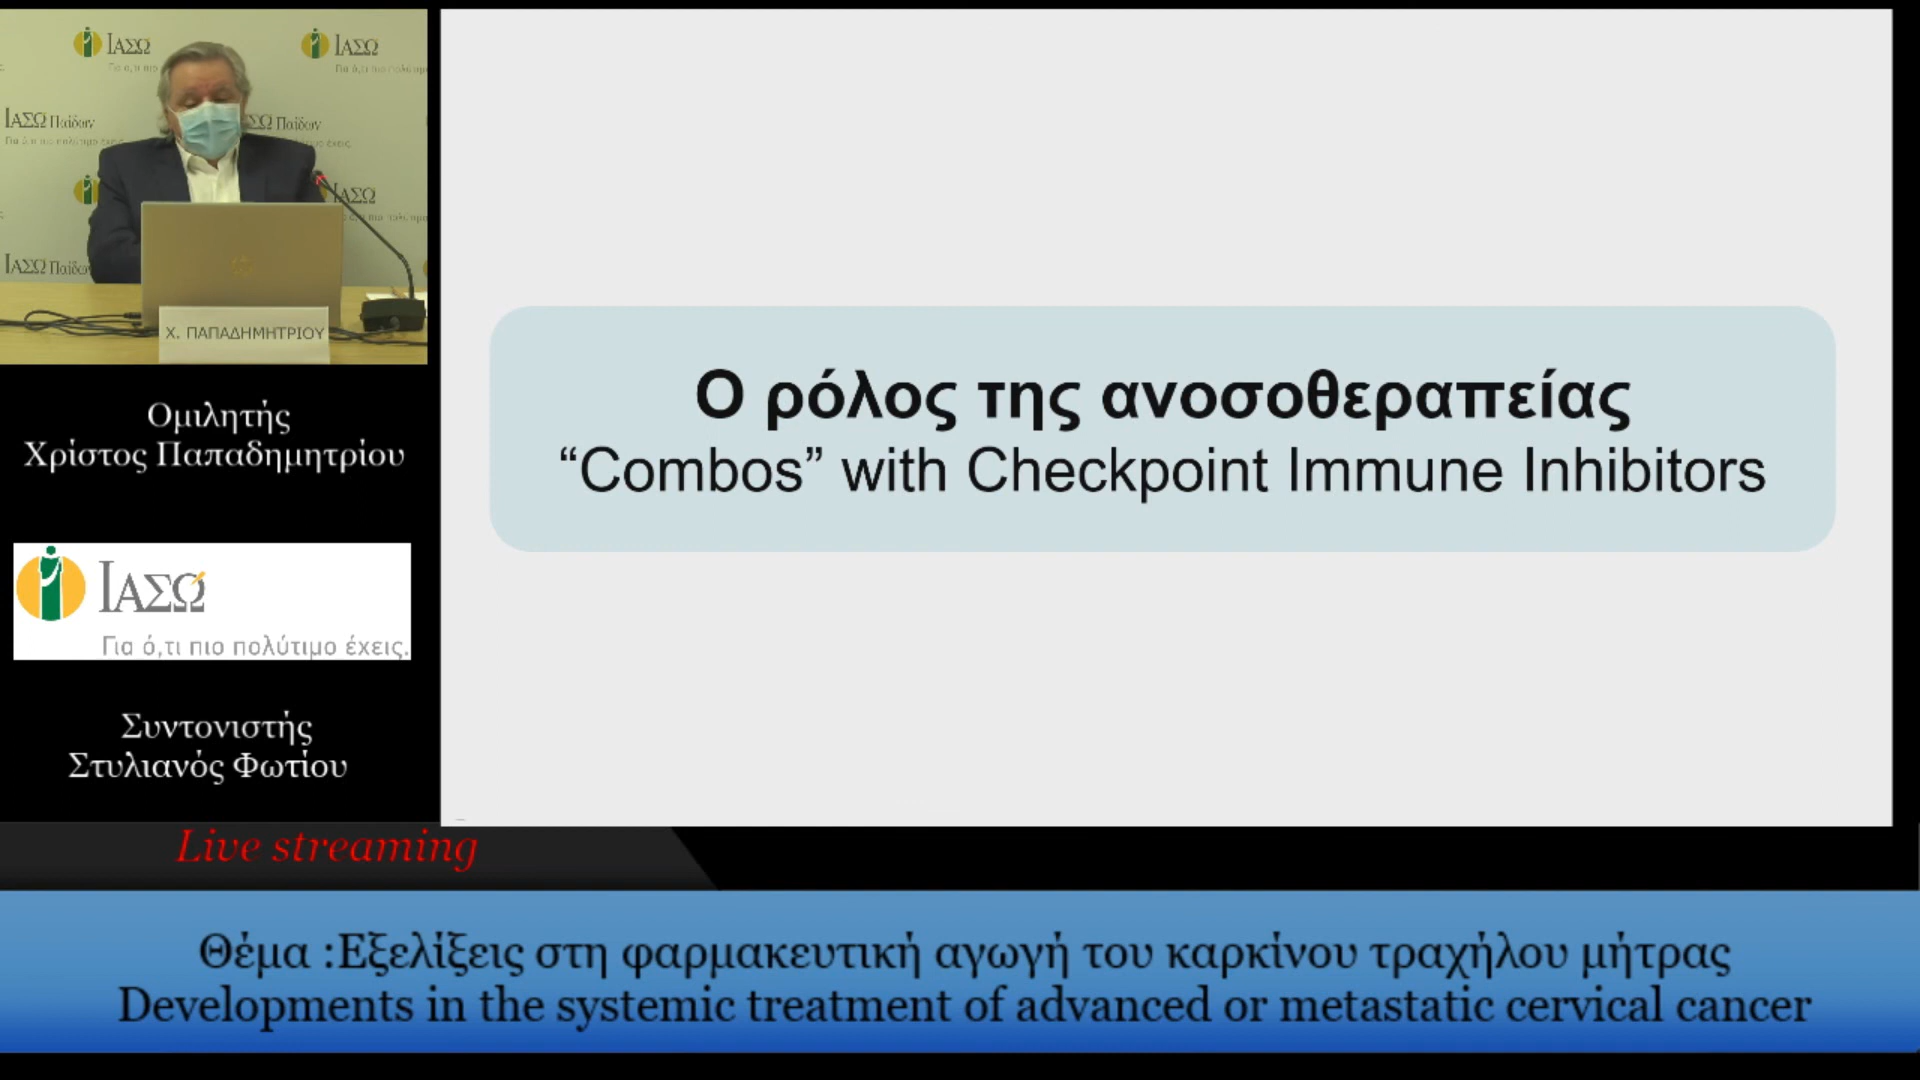 ΙΑΣΩ
ΙΑΣΩ
ΙΑΣΩ Παίδων
ΣΩ Παίδων
ΙΑΣΩ
ΙΑΣΩ Παίδω
Χ. ΠΑΠΑΔΗΜΗΤΡΙΟΥ
Ομιλητής
Χρίστος Παπαδημητρίου
ΙΑΣΩ
Για ό,τι πιο πολύτιμο έχεις.
Συντονιστής
Στυλιανός Φωτίου
Ο ρόλος της ανοσοθεραπείας
“Combos” with Checkpoint Immune Inhibitors
Live streaming
Θέμα :Εξελίξεις στη φαρμακευτική αγωγή του καρκίνου τραχήλου μήτρας
Developments in the systemic treatment of advanced or metastatic cervical cancer